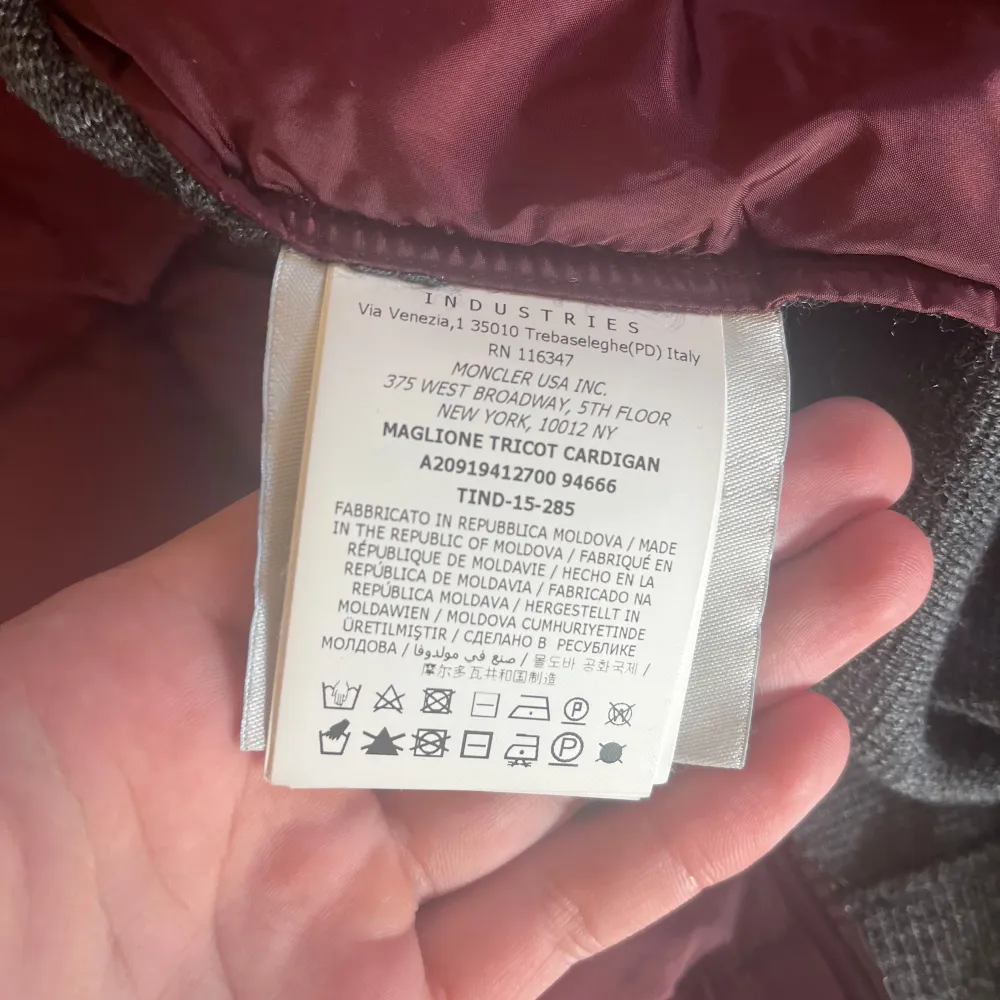 INDUSTRIES
Via Venezia,1 35010 Trebaseleghe(PD) Italy
RN 116347
MONCLER USA INC.
375 WEST BROADWAY, 5TH FLOOR
NEW YORK, 10012 NY
MAGLIONE TRICOT CARDIGAN
A20919412700 94666
TIND-15-285
FABBRICATO IN REPUBBLICA MOLDOVA / MADE
IN THE REPUBLIC OF MOLDOVA / FABRIQUÉ EN
RÉPUBLIQUE DE MOLDAVIE / HECHO EN LA
REPÚBLICA DE MOLDAVIA / FABRICADO NA
REPÚBLICA MOLDAVA / HERGESTELLT IN
MOLDAWIEN / MOLDOVA CUMHURIYETINDE
ÜRETILMIŞTIR / СДЕЛАНО В РЕСПУБЛИКЕ
МОЛДОВА / صنع في مولدوفا / 몰도바 공화국제 /
摩尔多瓦共和国制造
P W
P